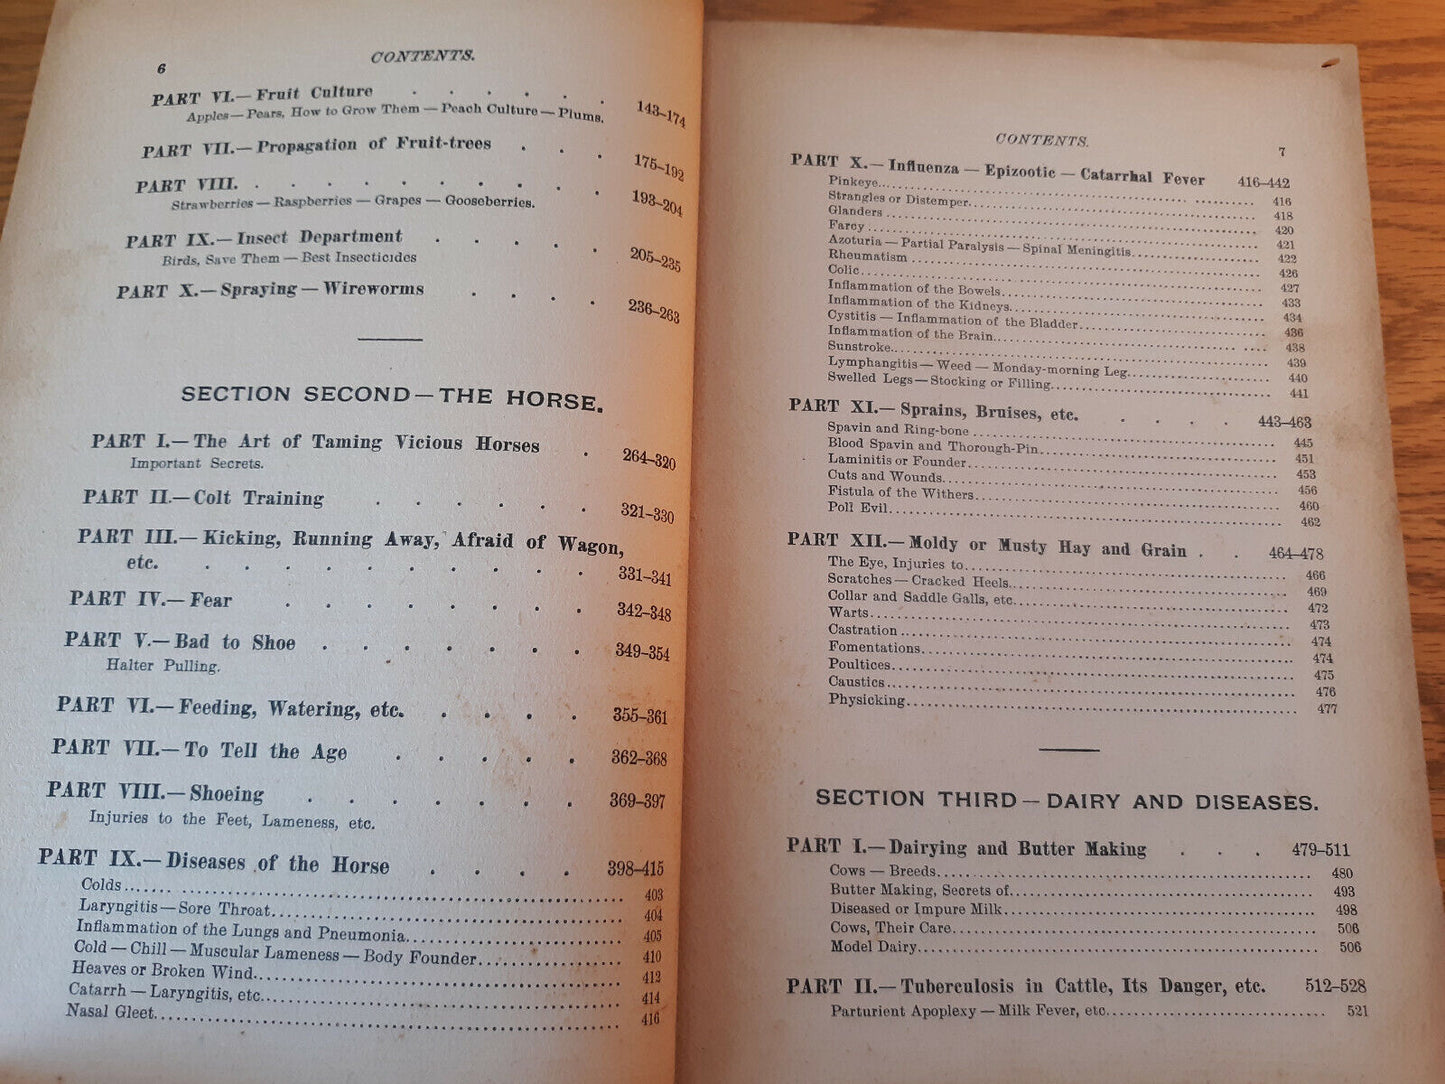 6
CONTENTS.
PART VI.—Fruit Culture . . . . . . 143–174
Apples—Pears, How to Grow Them—Peach Culture—Plums.
PART VII.—Propagation of Fruit-trees . . . 175–192
PART VIII. . . . . . . . . . 193–204
Strawberries—Raspberries—Grapes—Gooseberries.
PART IX.—Insect Department . . . . . 205–235
Birds, Save Them—Best Insecticides
PART X.—Spraying—Wireworms . . . . 236–263
SECTION SECOND—THE HORSE.
PART I.—The Art of Taming Vicious Horses . 264–320
Important Secrets.
PART II.—Colt Training . . . . . . 321–330
PART III.—Kicking, Running Away, Afraid of Wagon,
etc. . . . . . . . . . . 331–341
PART IV.—Fear . . . . . . . . 342–348
PART V.—Bad to Shoe . . . . . . . 349–354
Halter Pulling.
PART VI.—Feeding, Watering, etc. . . . . 355–361
PART VII.—To Tell the Age . . . . . 362–368
PART VIII.—Shoeing . . . . . . . 369–397
Injuries to the Feet, Lameness, etc.
PART IX.—Diseases of the Horse . . . . 398–415
Colds.......................... 403
Laryngitis—Sore Throat.......................... 404
Inflammation of the Lungs and Pneumonia.......................... 405
Cold—Chill—Muscular Lameness—Body Founder.................. 410
Heaves or Broken Wind.......................... 412
Catarrh—Laryngitis, etc.......................... 414
Nasal Gleet.......................... 416
CONTENTS.
7
PART X.—Influenza—Epizootic—Catarrhal Fever 416–442
Pinkeye.......................... 416
Strangles or Distemper.......................... 418
Glanders.......................... 420
Farcy.......................... 421
Azoturia—Partial Paralysis—Spinal Meningitis.................. 422
Rheumatism.......................... 426
Colic.......................... 427
Inflammation of the Bowels.......................... 433
Inflammation of the Kidneys.......................... 434
Cystitis—Inflammation of the Bladder.......................... 436
Inflammation of the Brain.......................... 438
Sunstroke.......................... 439
Lymphangitis—Weed—Monday-morning Leg.................. 440
Swelled Legs—Stocking or Filling.......................... 441
PART XI.—Sprains, Bruises, etc. . . . . 443–463
Spavin and Ring-bone.......................... 445
Blood Spavin and Thorough-Pin.......................... 451
Laminitis or Founder.......................... 453
Cuts and Wounds.......................... 456
Fistula of the Withers.......................... 460
Poll Evil.......................... 462
PART XII.—Moldy or Musty Hay and Grain . . 464–478
The Eye, Injuries to.......................... 466
Scratches—Cracked Heels.......................... 469
Collar and Saddle Galls, etc.......................... 472
Warts.......................... 473
Castration.......................... 474
Fomentations.......................... 474
Poultices.......................... 475
Caustics.......................... 476
Physicking.......................... 477
SECTION THIRD—DAIRY AND DISEASES.
PART I.—Dairying and Butter Making . . . 479–511
Cows—Breeds.......................... 480
Butter Making, Secrets of.......................... 493
Diseased or Impure Milk.......................... 498
Cows, Their Care.......................... 506
Model Dairy.......................... 506
PART II.—Tuberculosis in Cattle, Its Danger, etc. 512–528
Parturient Apoplexy—Milk Fever, etc.......................... 521